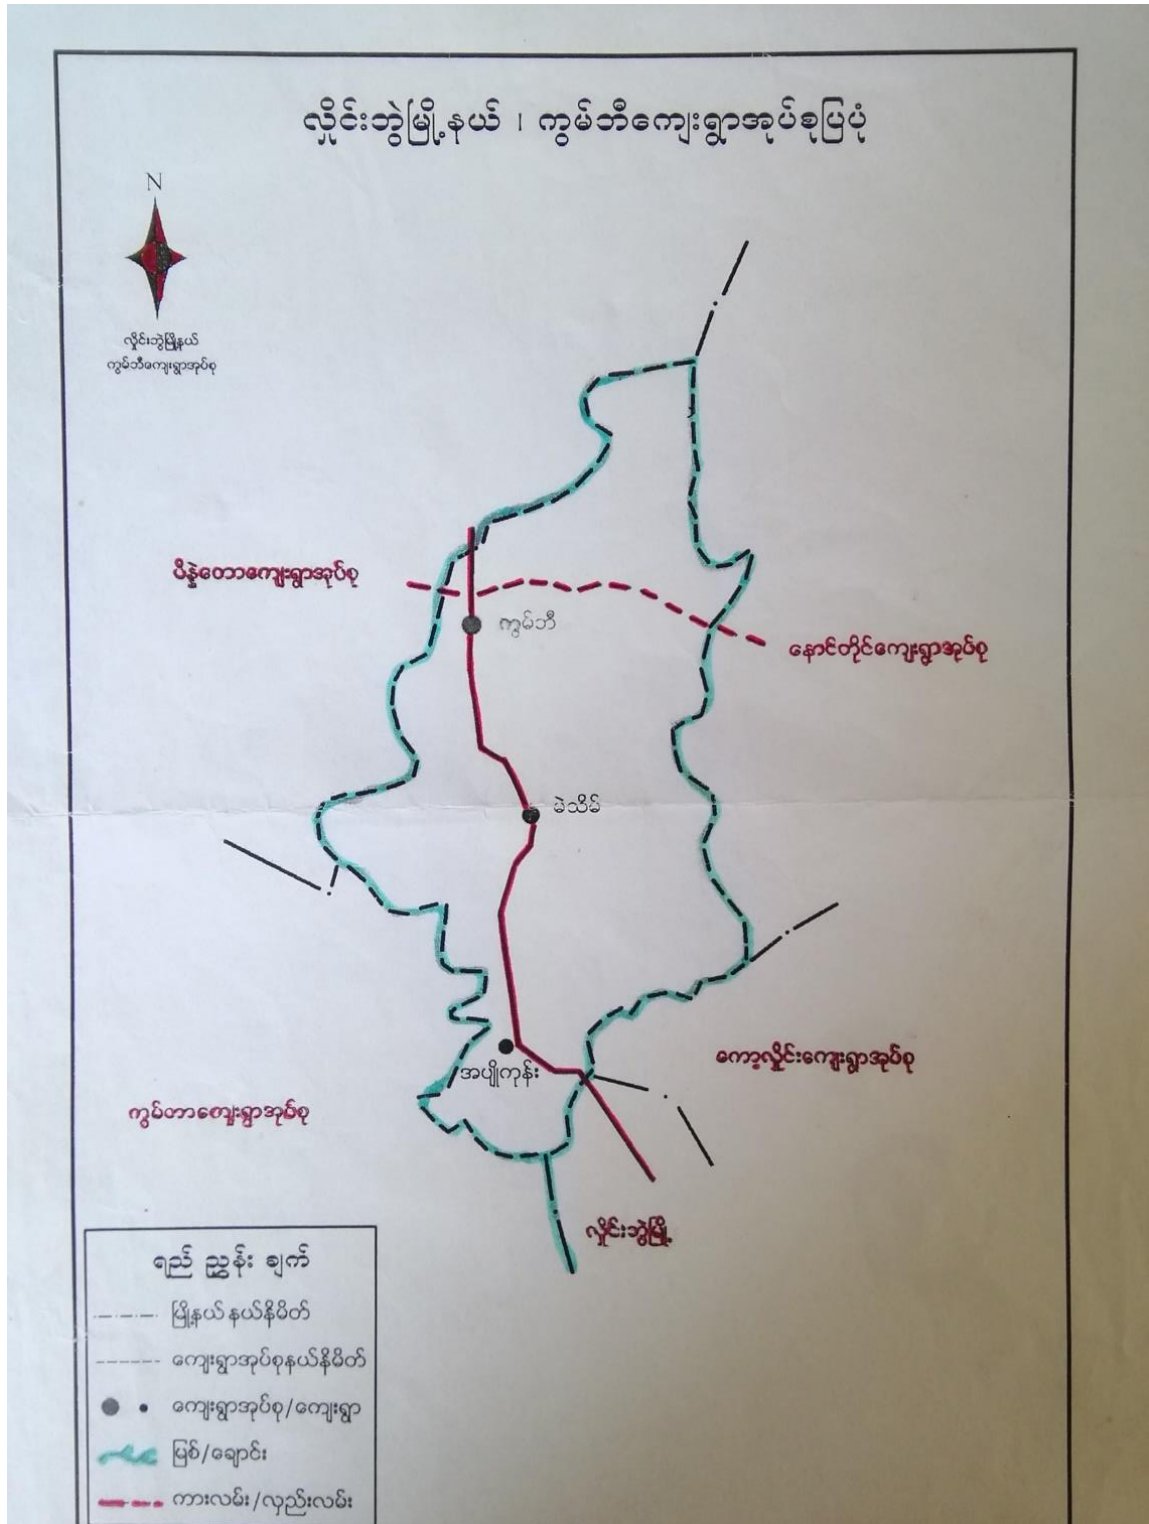 လှိုင်းဘွဲမြို့နယ် ၊ ကွမ်ဘီကျေးရွာအုပ်စုပြပုံ
N
လှိုင်းဘွဲမြို့နယ်
ကွမ်ဘီကျေးရွာအုပ်စု
ပိန္နဲတောကျေးရွာအုပ်စု
ကွမ်ဘီ
နောင်တိုင်ကျေးရွာအုပ်စု
မဲသိမ်
ကော့လှိုင်းကျေးရွာအုပ်စု
အပျိုကုန်း
ကွမ်တာကျေးရွာအုပ်စု
လှိုင်းဘွဲမြို့
ရည် ညွှန်း ချက်
မြို့နယ်နယ်နိမိတ်
ကျေးရွာအုပ်စုနယ်နိမိတ်
ကျေးရွာအုပ်စု/ကျေးရွာ
မြစ်/ချောင်း
ကားလမ်း/လှည်းလမ်း